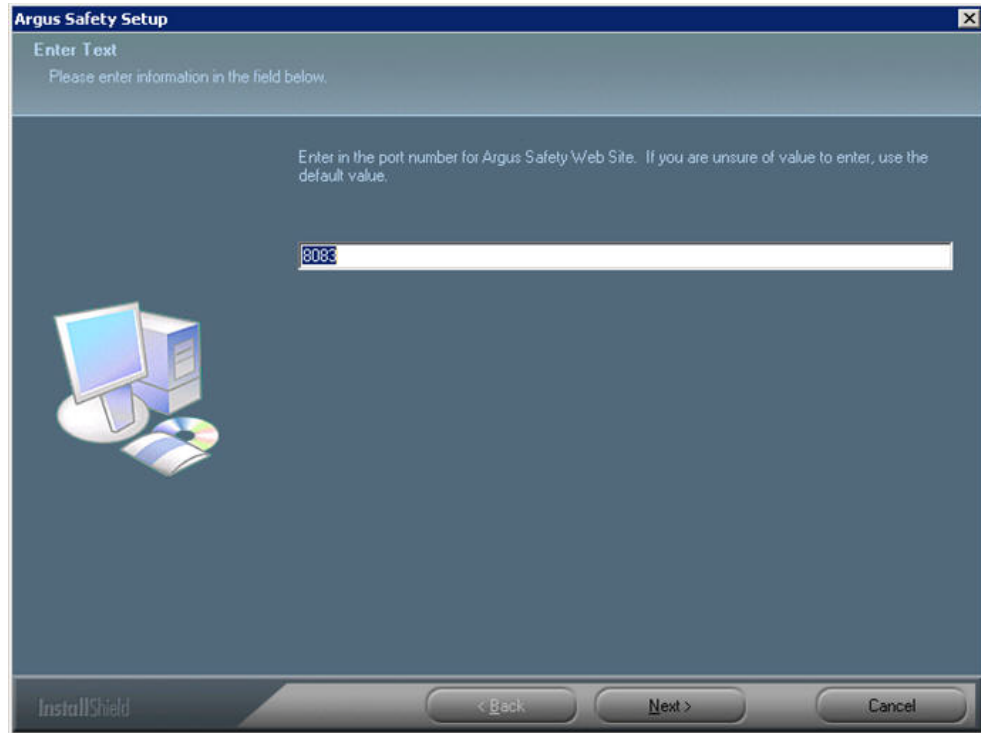 Argus Safety Setup
Enter Text
Please enter information in the field below.
Enter in the port number for Argus Safety Web Site. If you are unsure of value to enter, use the
default value.
8083
InstallShield
< Back
Next >
Cancel